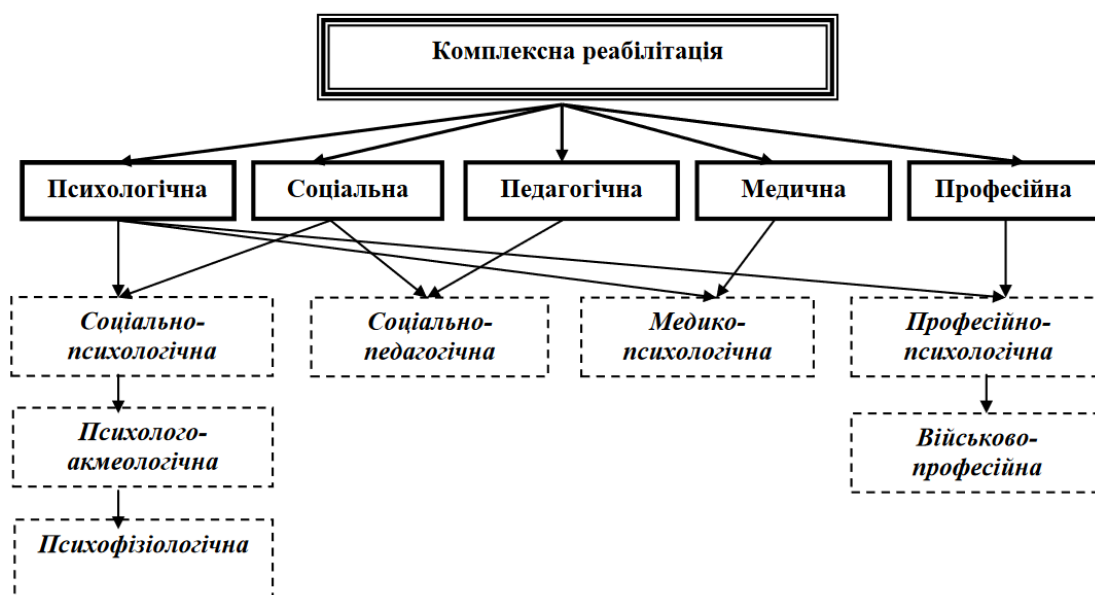 Комплексна реабілітація
Психологічна
Соціальна
Педагогічна
Медична
Професійна
Соціально-
психологічна
Соціально-
педагогічна
Медико-
психологічна
Професійно-
психологічна
Психолого-
акмеологічна
Військово-
професійна
Психофізіологічна